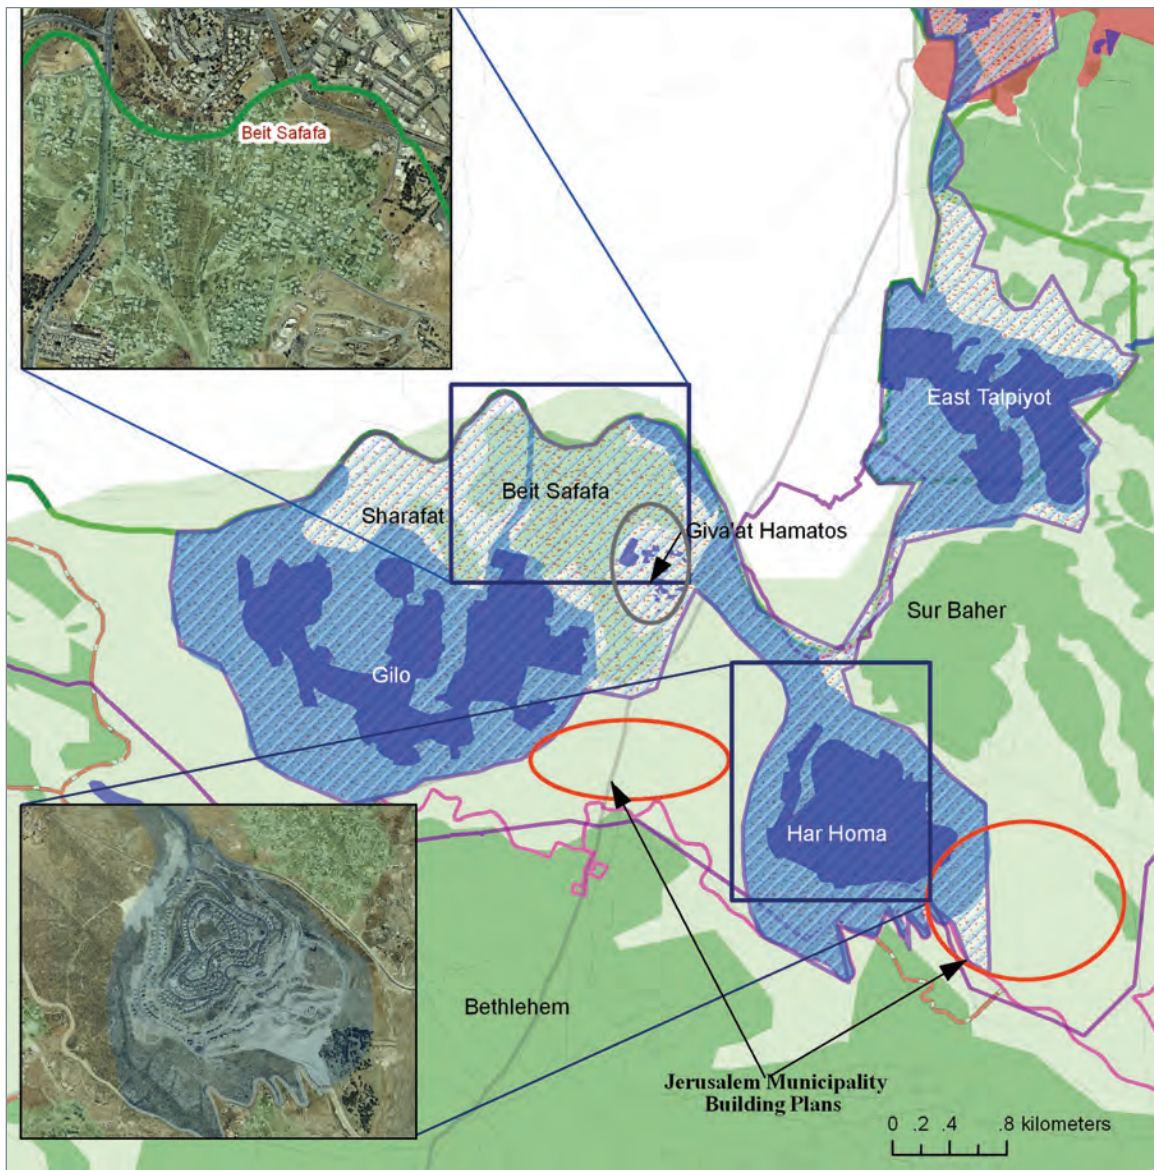 Beit Safafa
East Talpiyot
Beit Safafa
Sharafat
Giva'at Hamatos
Sur Baher
Gilo
Har Homa
Bethlehem
Jerusalem Municipality
Building Plans
0 .2 .4 .8 kilometers